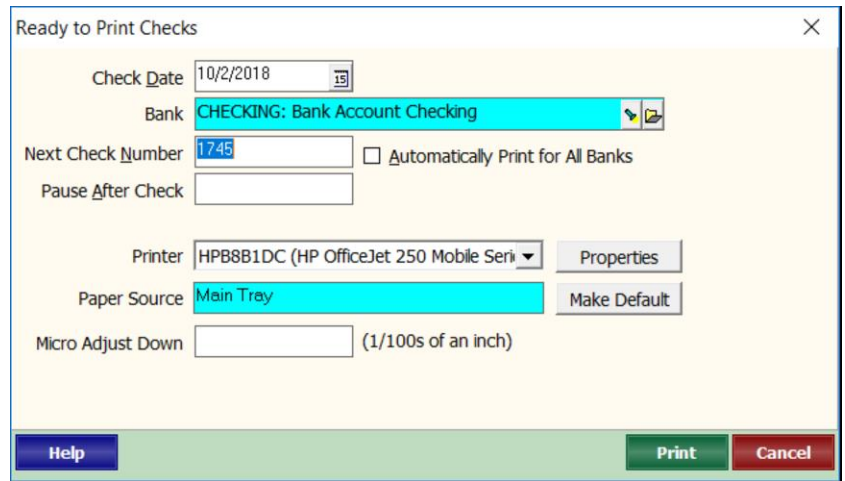 Ready to Print Checks
Check Date 10/2/2018 15
Bank CHECKING: Bank Account Checking
Next Check Number 1745 Automatically Print for All Banks
Pause After Check
Printer HPB8B1DC (HP OfficeJet 250 Mobile Seri Properties
Paper Source Main Tray Make Default
Micro Adjust Down (1/100s of an inch)
Help Print Cancel